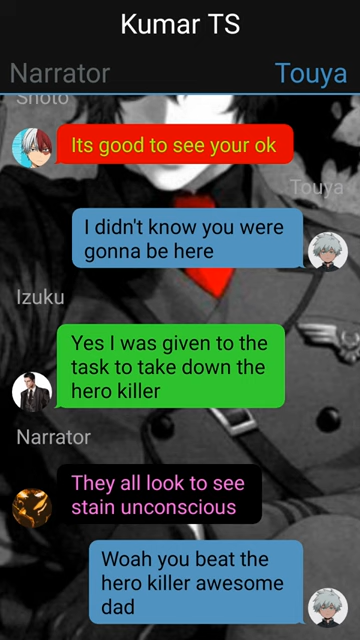 Kumar TS
Narrator
Touya
Shoto
Its good to see your ok
Touya
I didn't know you were
gonna be here
Izuku
Yes I was given to the
task to take down the
hero killer
Narrator
They all look to see
stain unconscious
Woah you beat the
hero killer awesome
dad